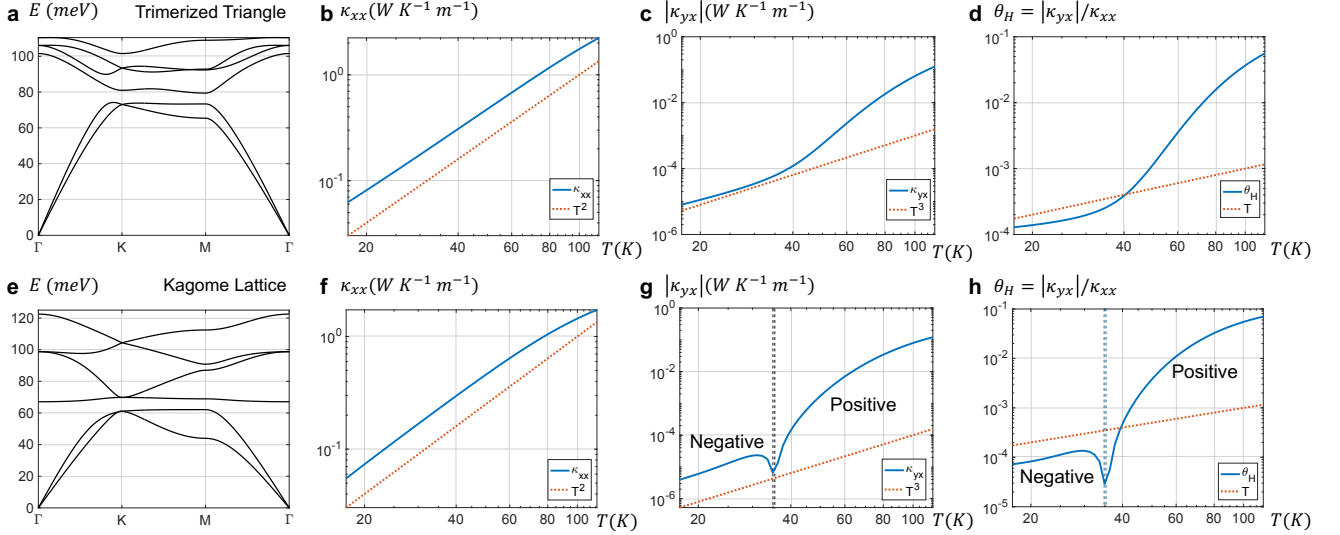 a E (meV) Trimerized Triangle
100
80
60
40
20
0
Γ K M Γ
b κxx(W K⁻¹ m⁻¹)
10⁰
10⁻¹
κxx
T²
20 40 60 80 100
T(K)
c |κyx|(W K⁻¹ m⁻¹)
10⁰
10⁻²
10⁻⁴
10⁻⁶
κyx
T³
20 40 60 80 100
T(K)
d θH = |κyx|/κxx
10⁻¹
10⁻²
10⁻³
10⁻⁴
θH
T
20 40 60 80 100
T(K)
e E (meV) Kagome Lattice
120
100
80
60
40
20
0
Γ K M Γ
f κxx(W K⁻¹ m⁻¹)
10⁰
10⁻¹
κxx
T²
20 40 60 80 100
T(K)
g |κyx|(W K⁻¹ m⁻¹)
10⁰
10⁻²
10⁻⁴
10⁻⁶
Positive
Negative
κyx
T³
20 40 60 80 100
T(K)
h θH = |κyx|/κxx
10⁻¹
10⁻²
10⁻³
10⁻⁴
10⁻⁵
Positive
Negative
θH
T
20 40 60 80 100
T(K)